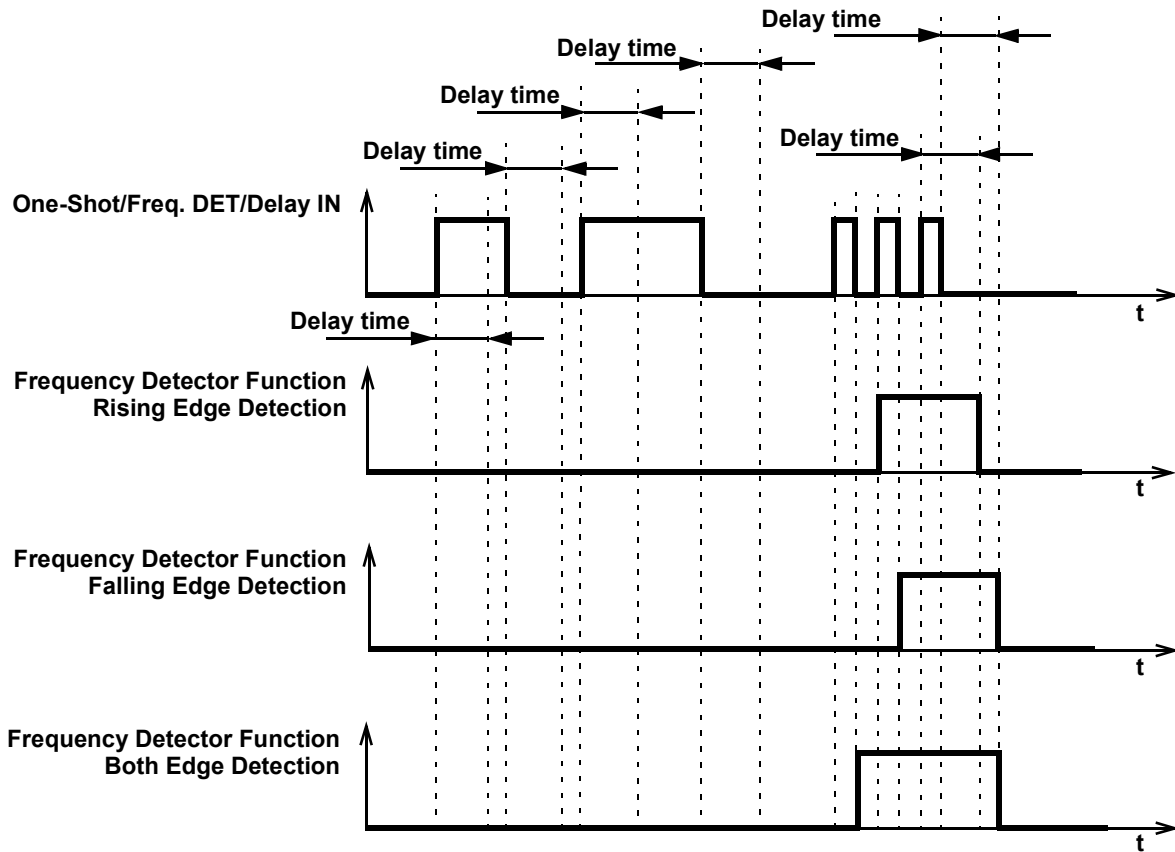 Delay time
Delay time
Delay time
Delay time
Delay time
One-Shot/Freq. DET/Delay IN
t
Delay time
Frequency Detector Function
Rising Edge Detection
t
Frequency Detector Function
Falling Edge Detection
t
Frequency Detector Function
Both Edge Detection
t